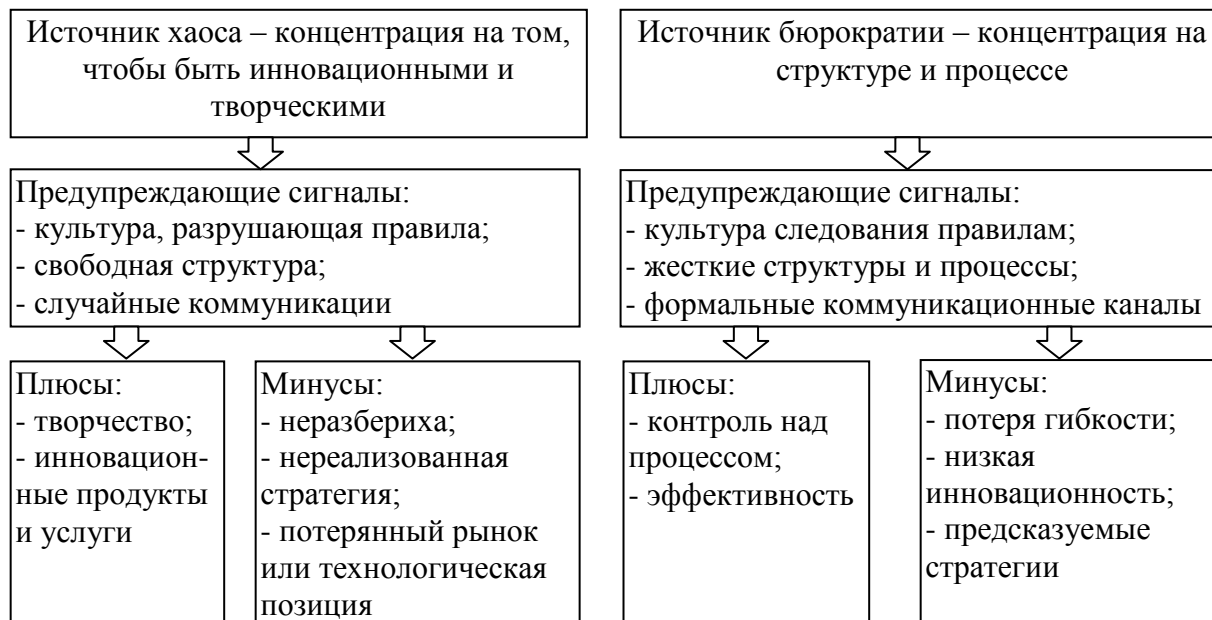 Источник хаоса – концентрация на том,
чтобы быть инновационными и
творческими
Предупреждающие сигналы:
- культура, разрушающая правила;
- свободная структура;
- случайные коммуникации
Плюсы:
- творчество;
- инновацион-
ные продукты
и услуги
Минусы:
- неразбериха;
- нереализованная
стратегия;
- потерянный рынок
или технологическая
позиция
Источник бюрократии – концентрация на
структуре и процессе
Предупреждающие сигналы:
- культура следования правилам;
- жесткие структуры и процессы;
- формальные коммуникационные каналы
Плюсы:
- контроль над
процессом;
- эффективность
Минусы:
- потеря гибкости;
- низкая
инновационность;
- предсказуемые
стратегии